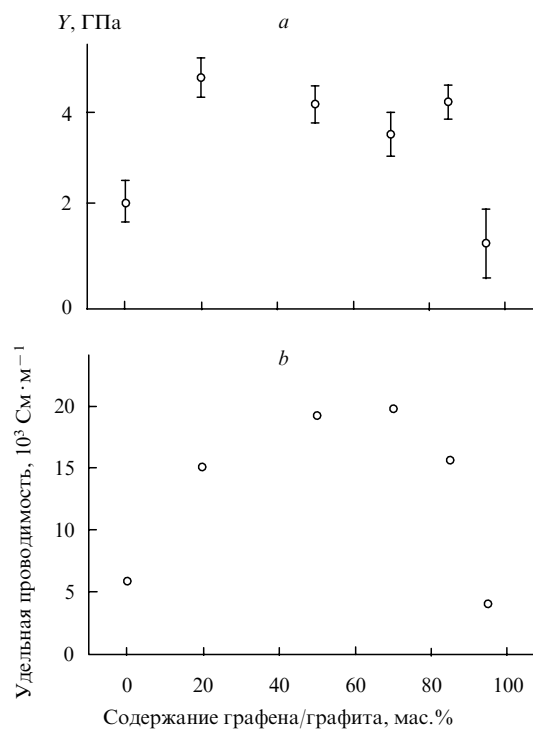 Y, ГПа
a
4
2
0
b
Удельная проводимость, 10³ См·м⁻¹
20
15
10
5
0
0 20 40 60 80 100
Содержание графена/графита, мас.%